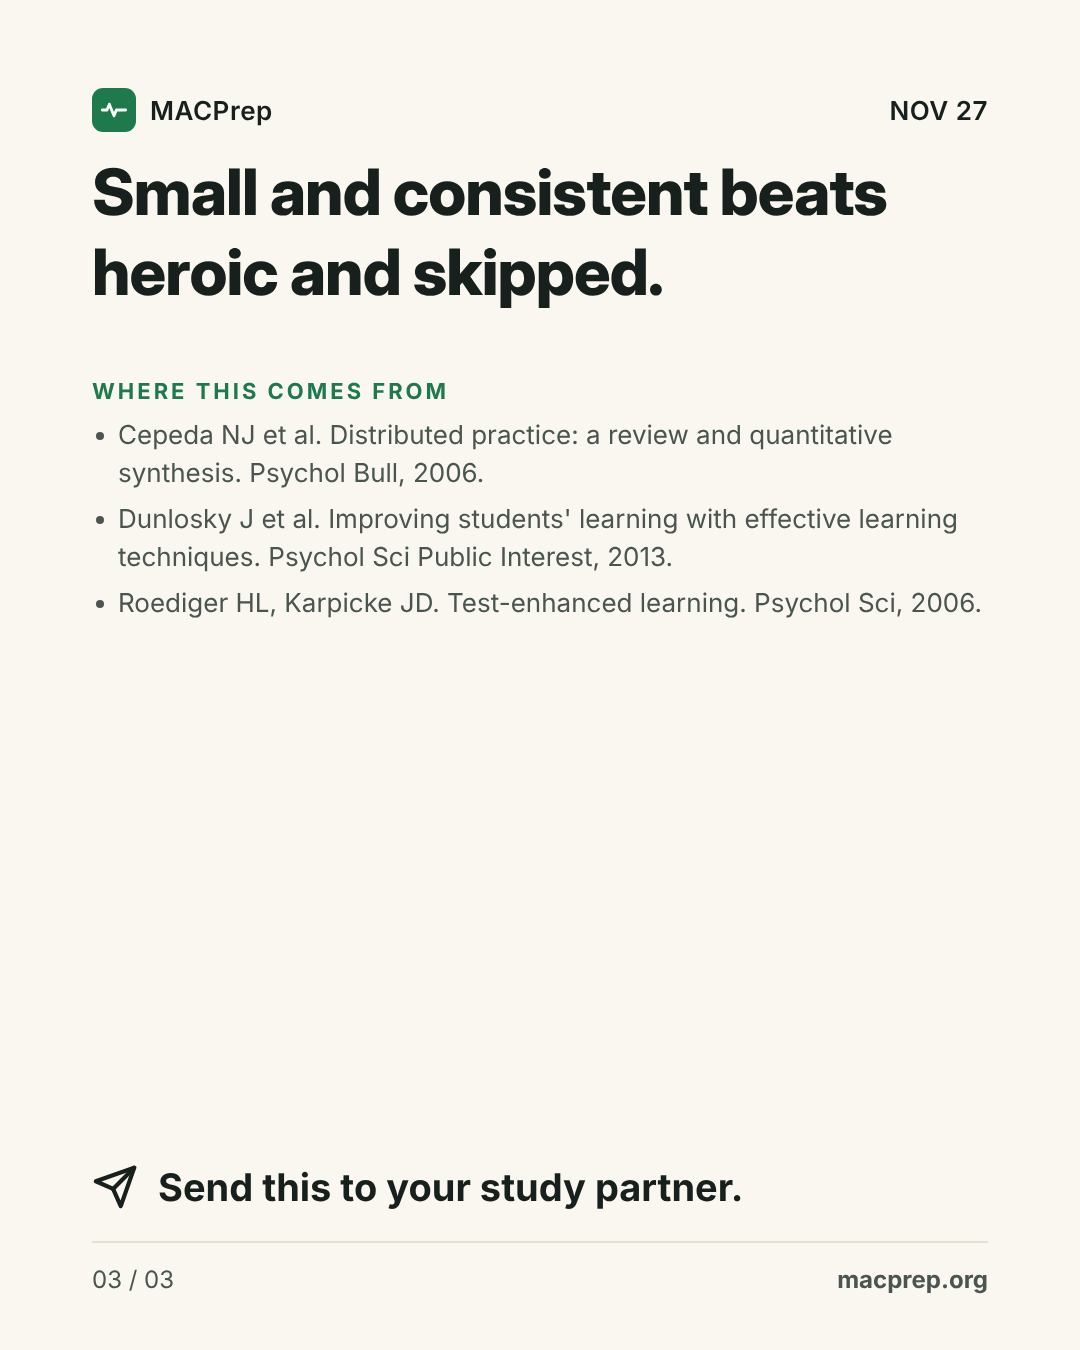 MACPrep
NOV 27
Small and consistent beats
heroic and skipped.
WHERE THIS COMES FROM
• Cepeda NJ et al. Distributed practice: a review and quantitative
synthesis. Psychol Bull, 2006.
• Dunlosky J et al. Improving students' learning with effective learning
techniques. Psychol Sci Public Interest, 2013.
• Roediger HL, Karpicke JD. Test-enhanced learning. Psychol Sci, 2006.
Send this to your study partner.
03 / 03
macprep.org